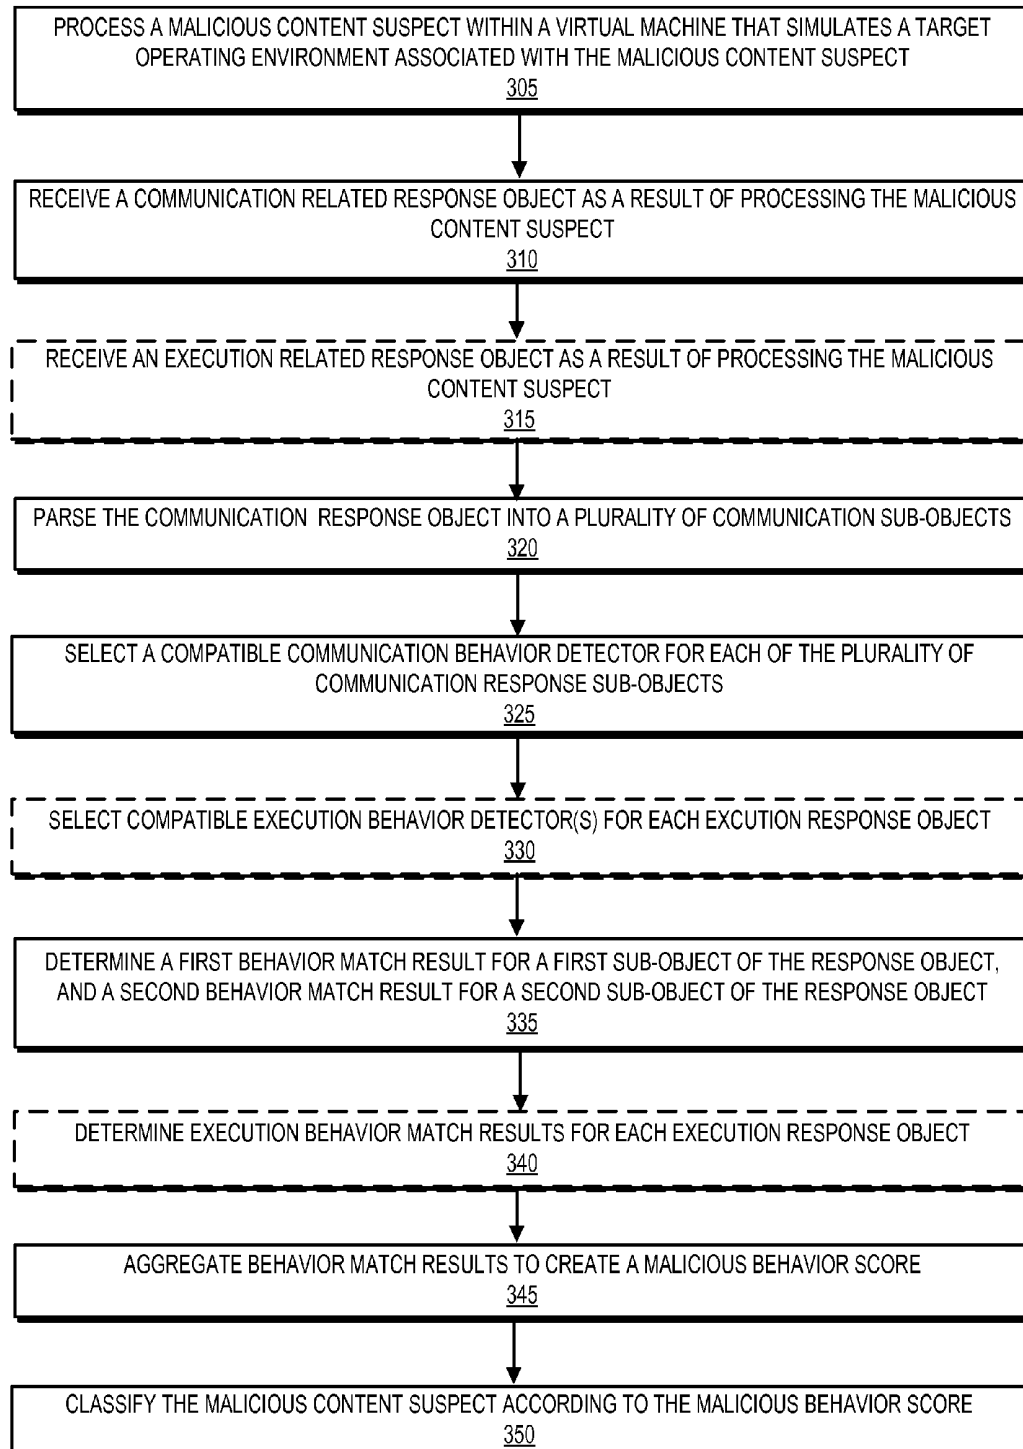 PROCESS A MALICIOUS CONTENT SUSPECT WITHIN A VIRTUAL MACHINE THAT SIMULATES A TARGET
OPERATING ENVIRONMENT ASSOCIATED WITH THE MALICIOUS CONTENT SUSPECT
305
RECEIVE A COMMUNICATION RELATED RESPONSE OBJECT AS A RESULT OF PROCESSING THE MALICIOUS
CONTENT SUSPECT
310
RECEIVE AN EXECUTION RELATED RESPONSE OBJECT AS A RESULT OF PROCESSING THE MALICIOUS
CONTENT SUSPECT
315
PARSE THE COMMUNICATION RESPONSE OBJECT INTO A PLURALITY OF COMMUNICATION SUB-OBJECTS
320
SELECT A COMPATIBLE COMMUNICATION BEHAVIOR DETECTOR FOR EACH OF THE PLURALITY OF
COMMUNICATION RESPONSE SUB-OBJECTS
325
SELECT COMPATIBLE EXECUTION BEHAVIOR DETECTOR(S) FOR EACH EXCUTION RESPONSE OBJECT
330
DETERMINE A FIRST BEHAVIOR MATCH RESULT FOR A FIRST SUB-OBJECT OF THE RESPONSE OBJECT,
AND A SECOND BEHAVIOR MATCH RESULT FOR A SECOND SUB-OBJECT OF THE RESPONSE OBJECT
335
DETERMINE EXECUTION BEHAVIOR MATCH RESULTS FOR EACH EXECUTION RESPONSE OBJECT
340
AGGREGATE BEHAVIOR MATCH RESULTS TO CREATE A MALICIOUS BEHAVIOR SCORE
345
CLASSIFY THE MALICIOUS CONTENT SUSPECT ACCORDING TO THE MALICIOUS BEHAVIOR SCORE
350